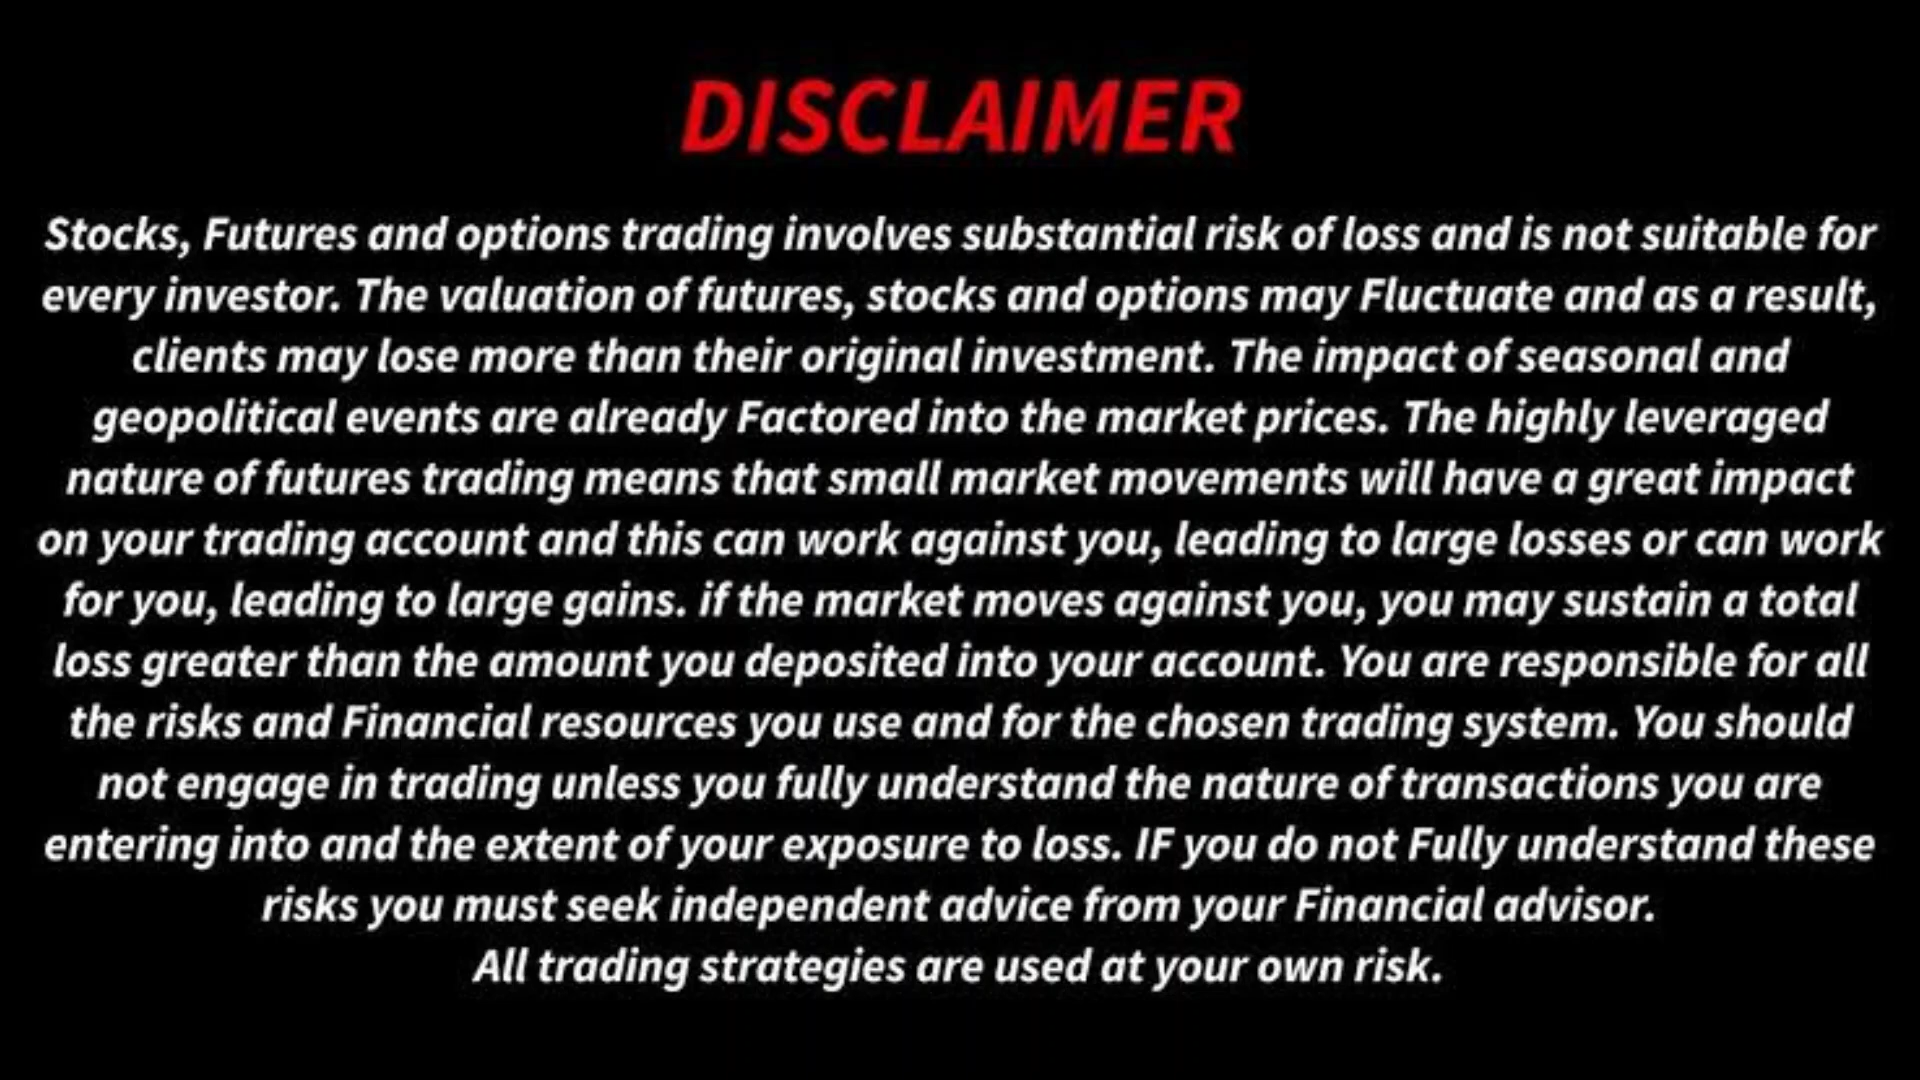 DISCLAIMER
Stocks, Futures and options trading involves substantial risk of loss and is not suitable for
every investor. The valuation of futures, stocks and options may Fluctuate and as a result,
clients may lose more than their original investment. The impact of seasonal and
geopolitical events are already Factored into the market prices. The highly leveraged
nature of futures trading means that small market movements will have a great impact
on your trading account and this can work against you, leading to large losses or can work
for you, leading to large gains. if the market moves against you, you may sustain a total
loss greater than the amount you deposited into your account. You are responsible for all
the risks and Financial resources you use and for the chosen trading system. You should
not engage in trading unless you fully understand the nature of transactions you are
entering into and the extent of your exposure to loss. IF you do not Fully understand these
risks you must seek independent advice from your Financial advisor.
All trading strategies are used at your own risk.